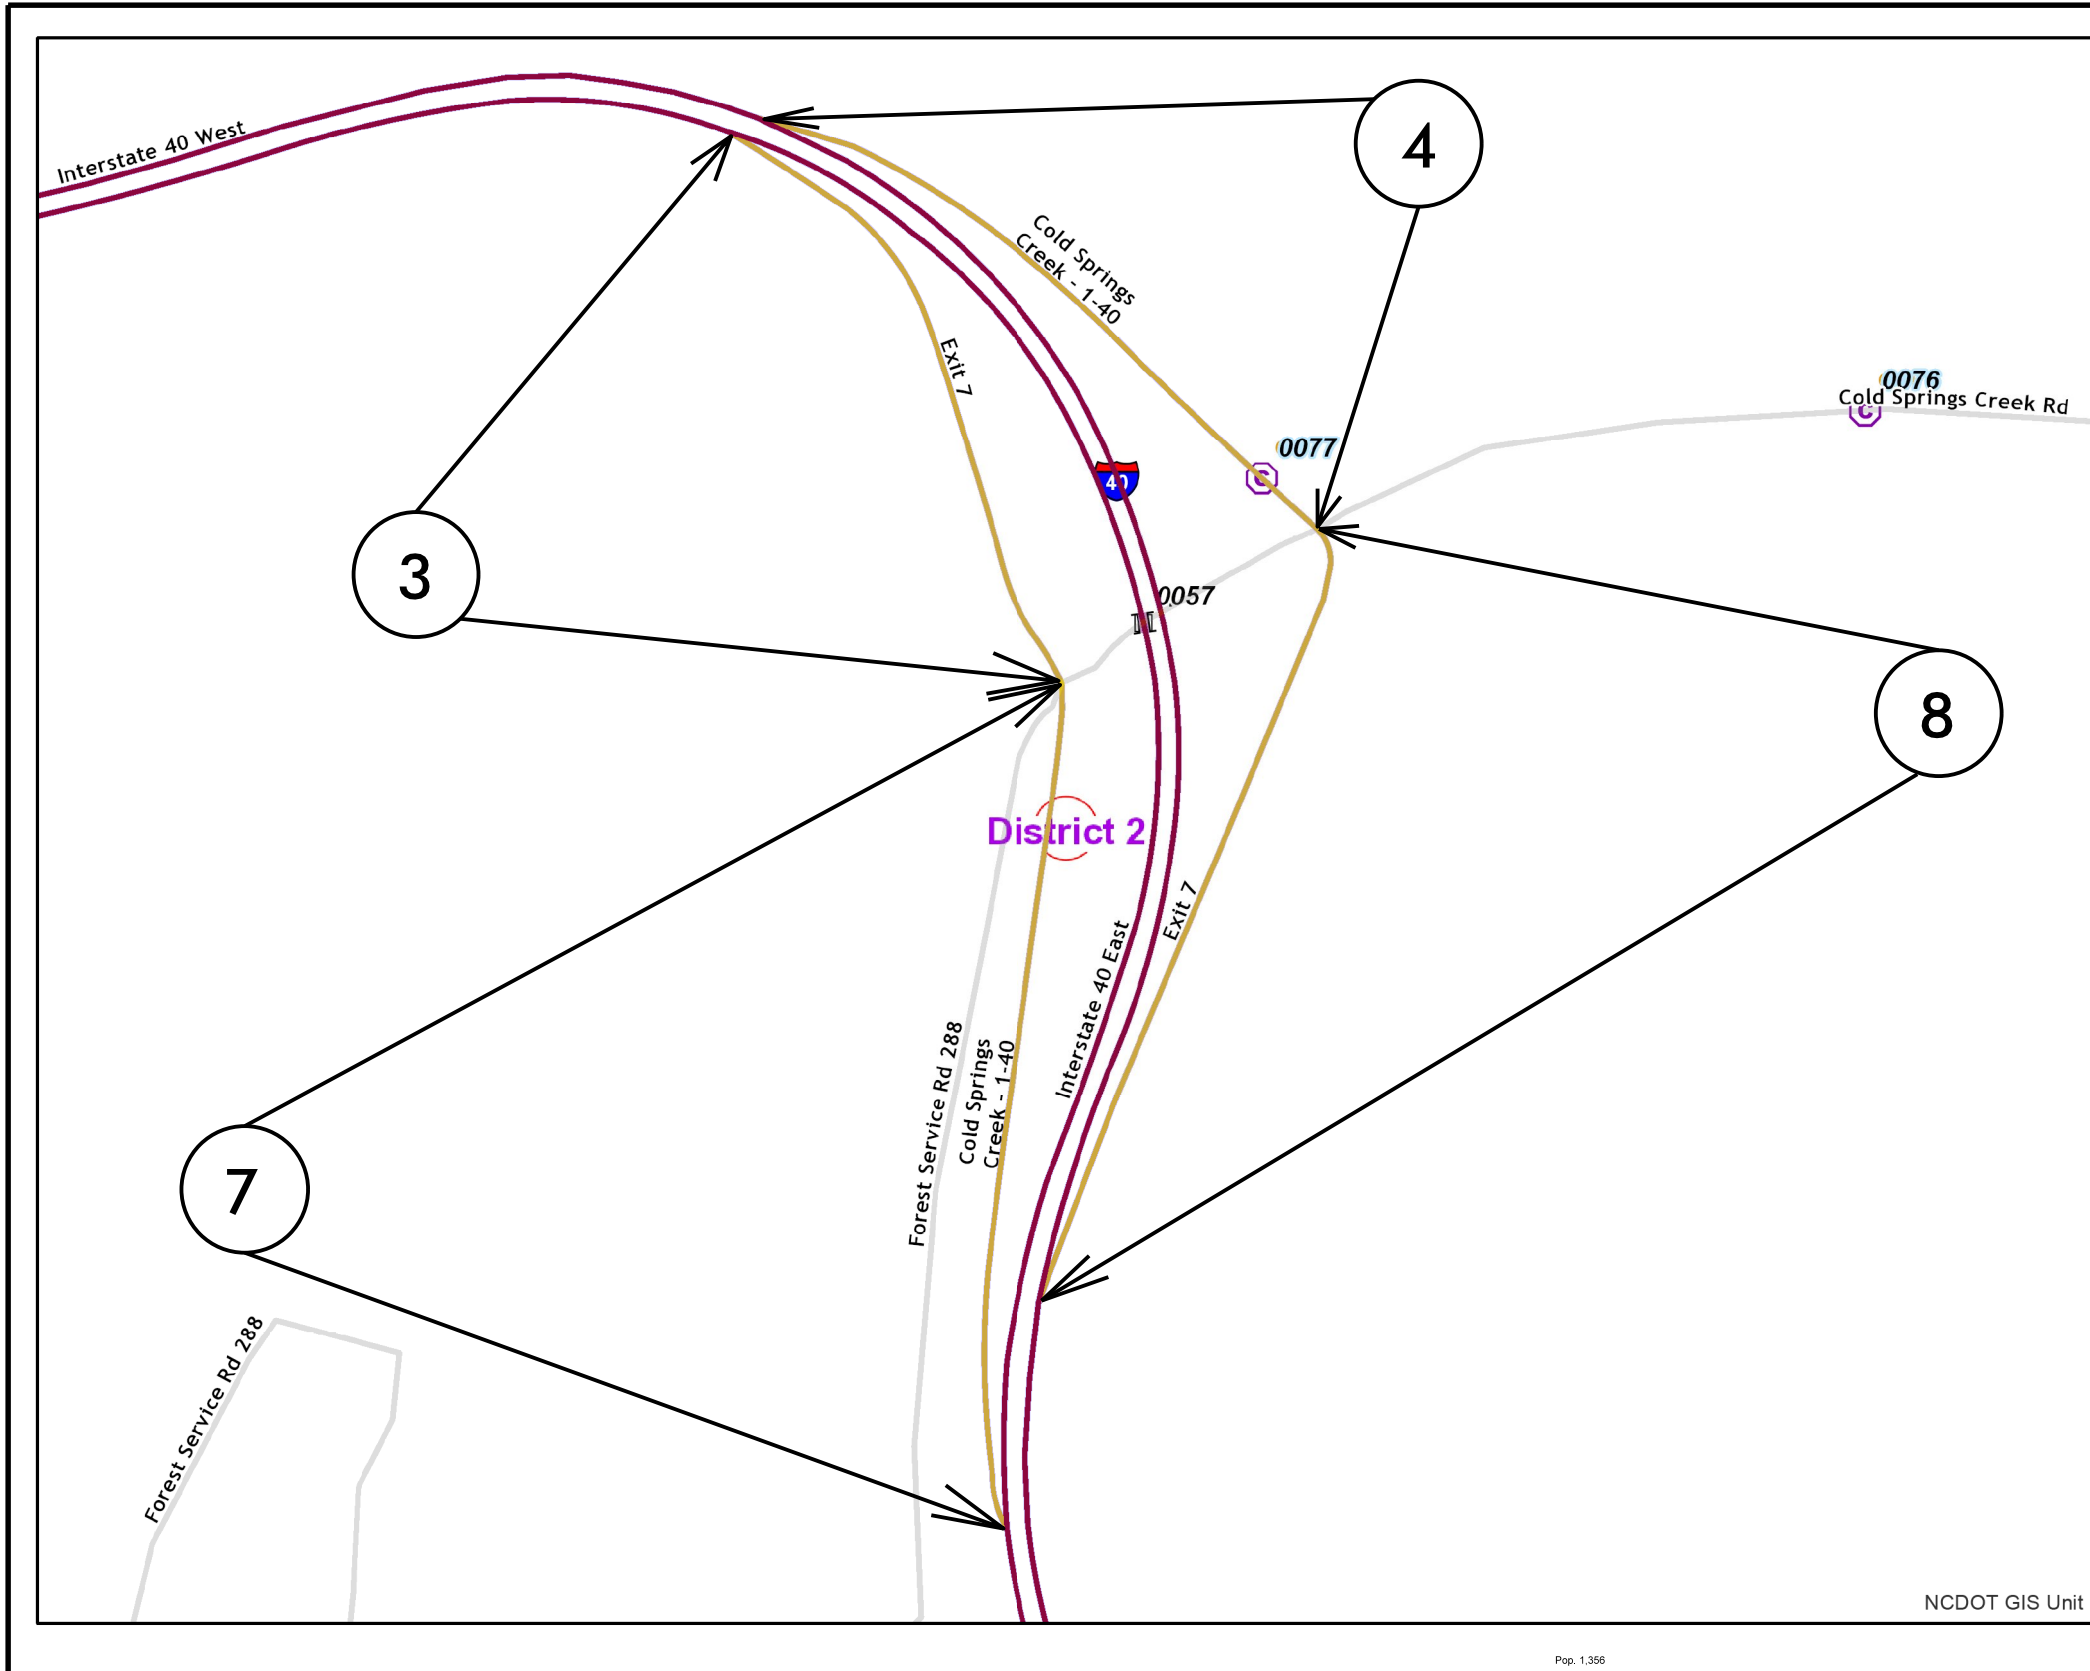 4
Interstate 40 West
Cold Springs
Creek - 1-40
Exit 7
0076
Cold Springs Creek Rd
C
0077
C
40
3
0057
8
District 2
Exit 7
Interstate 40 East
Forest Service Rd 288
Cold Springs
Creek - 1-40
7
Forest Service Rd 288
NCDOT GIS Unit
Pop. 1,356